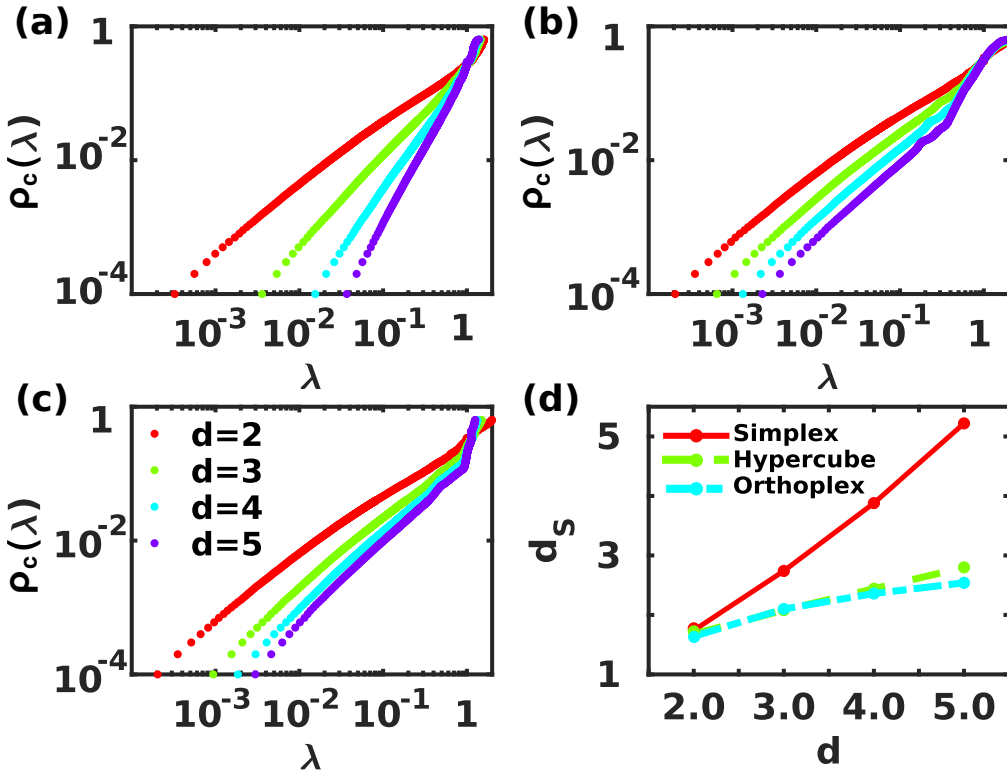 (a)
1
10⁻²
10⁻⁴
ρc(λ)
10⁻³ 10⁻² 10⁻¹ 1
λ
(b)
1
10⁻²
10⁻⁴
ρc(λ)
10⁻³ 10⁻² 10⁻¹ 1
λ
(c)
1
10⁻²
10⁻⁴
ρc(λ)
d=2
d=3
d=4
d=5
10⁻³ 10⁻² 10⁻¹ 1
λ
(d)
5
3
1
dS
Simplex
Hypercube
Orthoplex
2.0 3.0 4.0 5.0
d